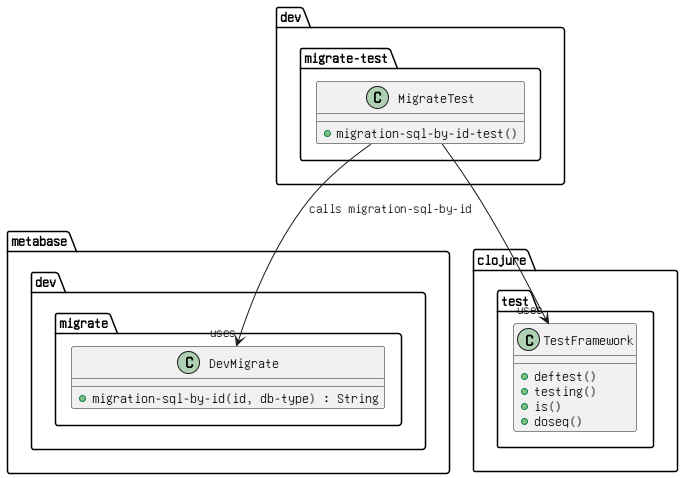 dev
migrate-test
C MigrateTest
migration-sql-by-id-test()
calls migration-sql-by-id
metabase
dev
migrate
uses
C DevMigrate
migration-sql-by-id(id, db-type) : String
clojure
test
uses
C TestFramework
deftest()
testing()
is()
doseq()